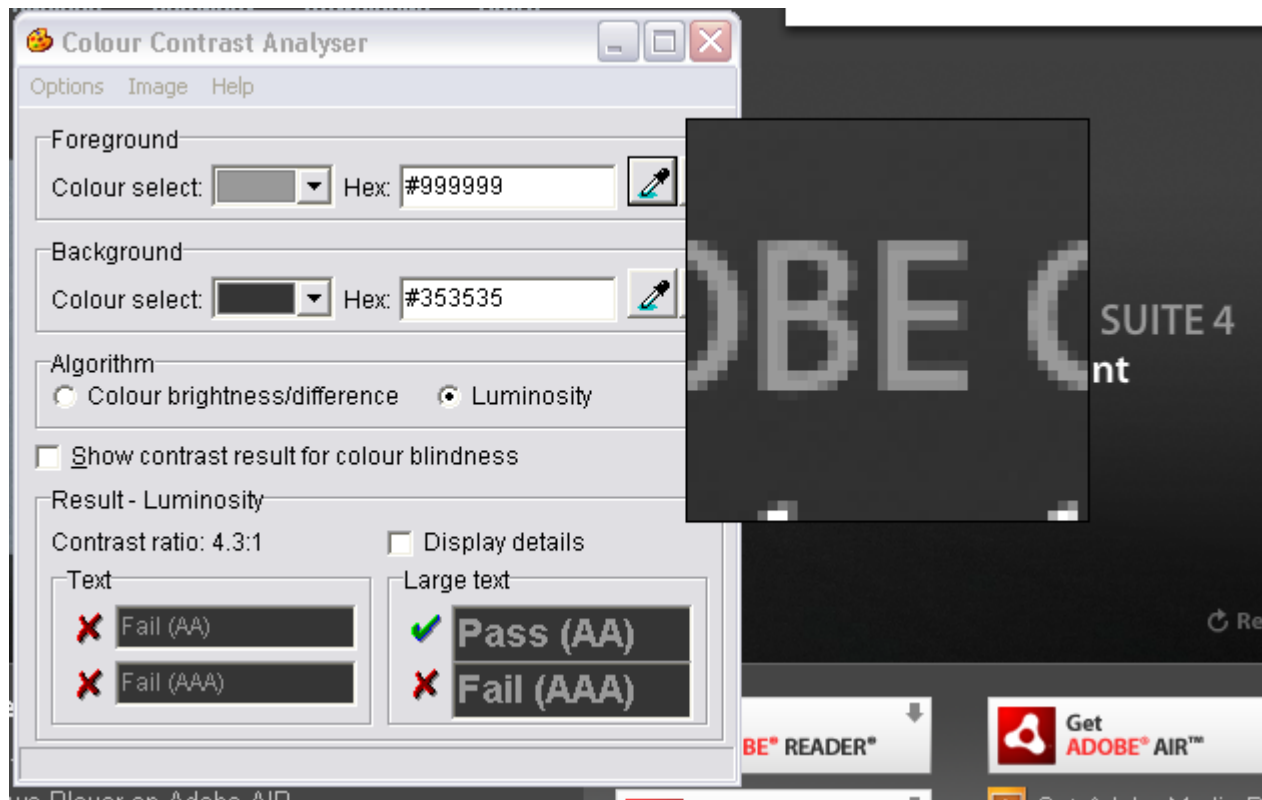 Colour Contrast Analyser
Options Image Help
Foreground
Colour select: Hex: #999999
Background
Colour select: Hex: #353535
Algorithm
Colour brightness/difference Luminosity
Show contrast result for colour blindness
Result - Luminosity
Contrast ratio: 4.3:1 Display details
Text
Fail (AA)
Fail (AAA)
Large text
Pass (AA)
Fail (AAA)
OBE C
SUITE 4
nt
Re
BE® READER®
Get
ADOBE® AIR™